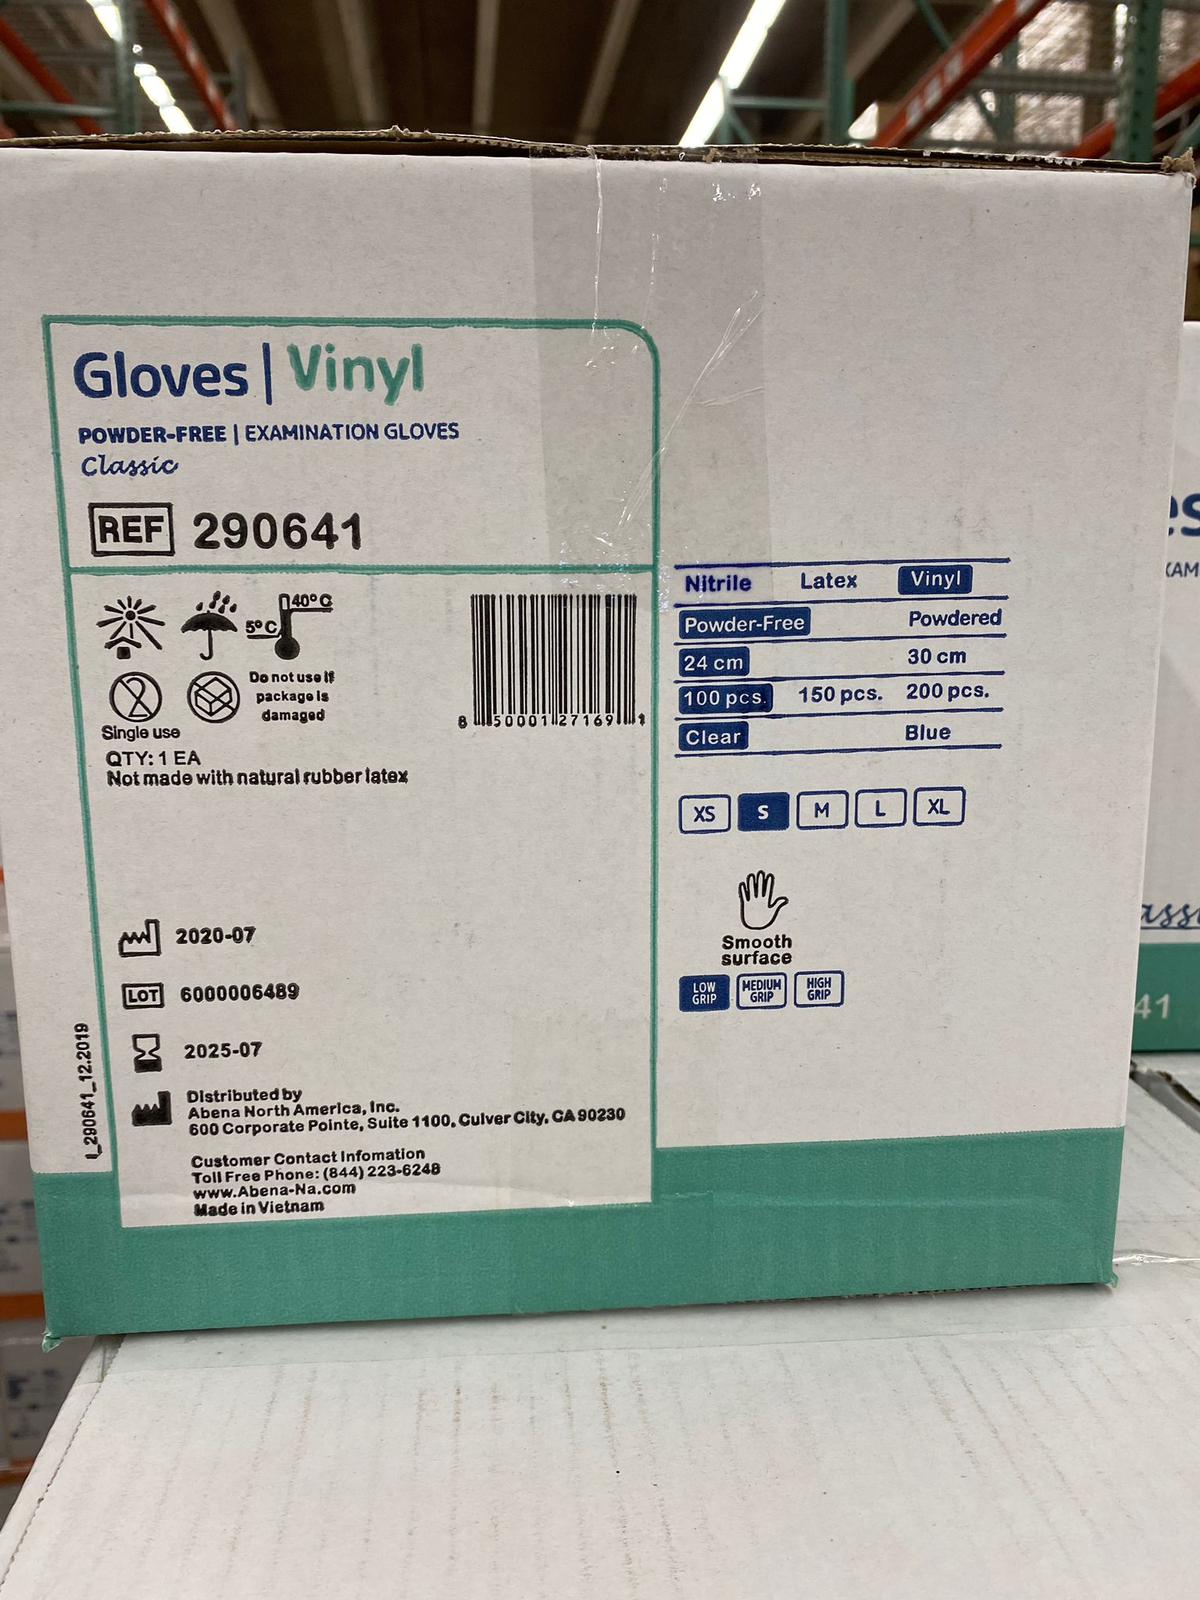 Gloves | Vinyl
POWDER-FREE | EXAMINATION GLOVES
Classic
REF 290641
40°C
5°C
Do not use if
package is
damaged
2
Single use
QTY: 1 EA
Not made with natural rubber latex
8 50001 27169 1
2020-07
LOT 6000006489
2025-07
Distributed by
Abena North America, Inc.
600 Corporate Pointe, Suite 1100, Culver City, CA 90230
Customer Contact Infomation
Toll Free Phone: (844) 223-6248
www.Abena-Na.com
Made in Vietnam
I_290641_12.2019
Nitrile Latex Vinyl
Powder-Free Powdered
24 cm 30 cm
100 pcs. 150 pcs. 200 pcs.
Clear Blue
XS S M L XL
Smooth
surface
LOW GRIP MEDIUM GRIP HIGH GRIP
es
XAM
assi
41